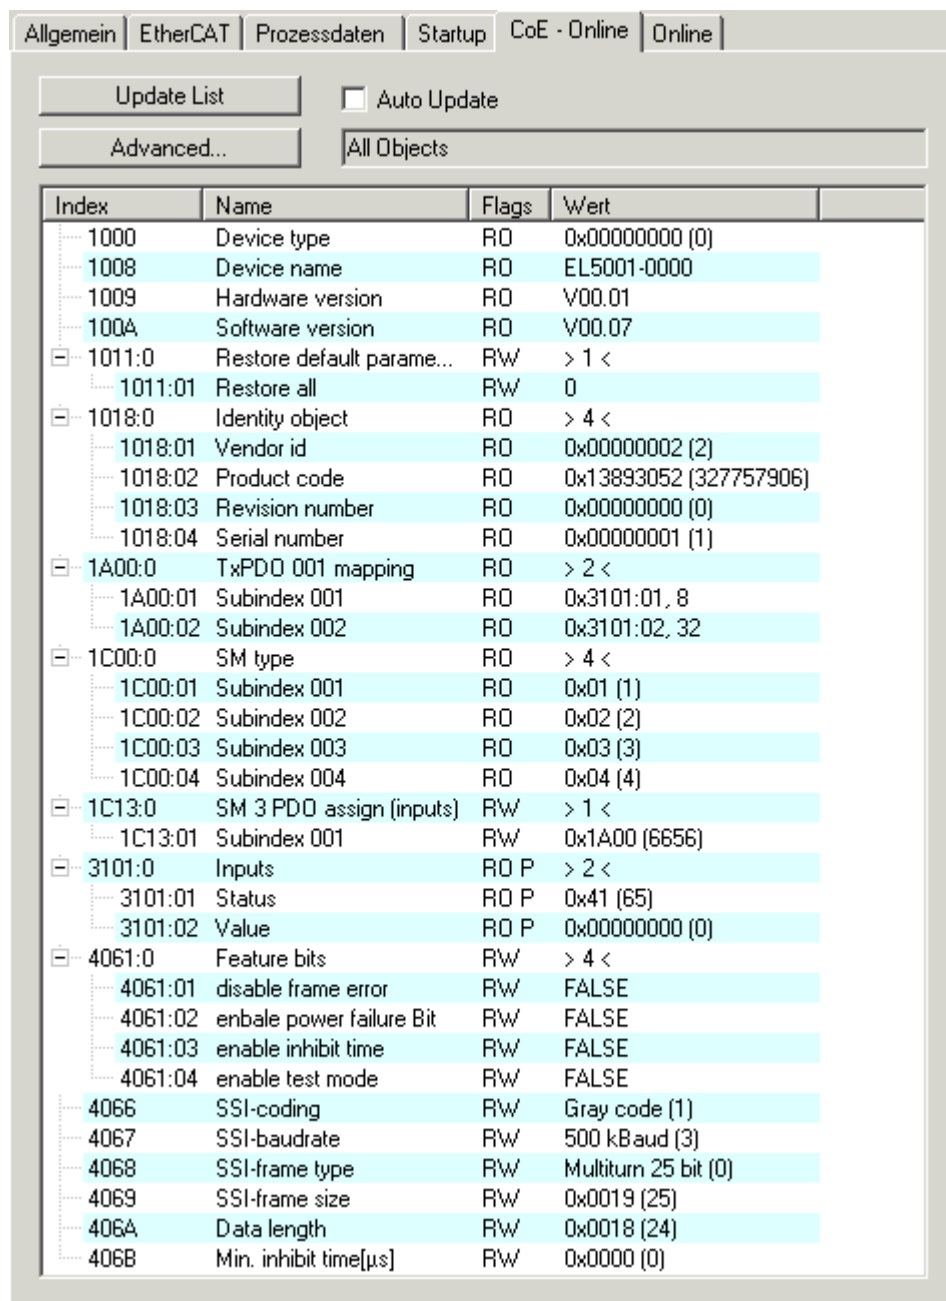 Allgemein EtherCAT Prozessdaten Startup CoE - Online Online
Update List Auto Update
Advanced... All Objects
Index Name Flags Wert
1000 Device type RO 0x00000000 (0)
1008 Device name RO EL5001-0000
1009 Hardware version RO V00.01
100A Software version RO V00.07
1011:0 Restore default parame... RW > 1 <
1011:01 Restore all RW 0
1018:0 Identity object RO > 4 <
1018:01 Vendor id RO 0x00000002 (2)
1018:02 Product code RO 0x13893052 (327757906)
1018:03 Revision number RO 0x00000000 (0)
1018:04 Serial number RO 0x00000001 (1)
1A00:0 TxPDO 001 mapping RO > 2 <
1A00:01 Subindex 001 RO 0x3101:01, 8
1A00:02 Subindex 002 RO 0x3101:02, 32
1C00:0 SM type RO > 4 <
1C00:01 Subindex 001 RO 0x01 (1)
1C00:02 Subindex 002 RO 0x02 (2)
1C00:03 Subindex 003 RO 0x03 (3)
1C00:04 Subindex 004 RO 0x04 (4)
1C13:0 SM 3 PDO assign (inputs) RW > 1 <
1C13:01 Subindex 001 RW 0x1A00 (6656)
3101:0 Inputs RO P > 2 <
3101:01 Status RO P 0x41 (65)
3101:02 Value RO P 0x00000000 (0)
4061:0 Feature bits RW > 4 <
4061:01 disable frame error RW FALSE
4061:02 enbale power failure Bit RW FALSE
4061:03 enable inhibit time RW FALSE
4061:04 enable test mode RW FALSE
4066 SSI-coding RW Gray code (1)
4067 SSI-baudrate RW 500 kBaud (3)
4068 SSI-frame type RW Multiturn 25 bit (0)
4069 SSI-frame size RW 0x0019 (25)
406A Data length RW 0x0018 (24)
406B Min. inhibit time[µs] RW 0x0000 (0)